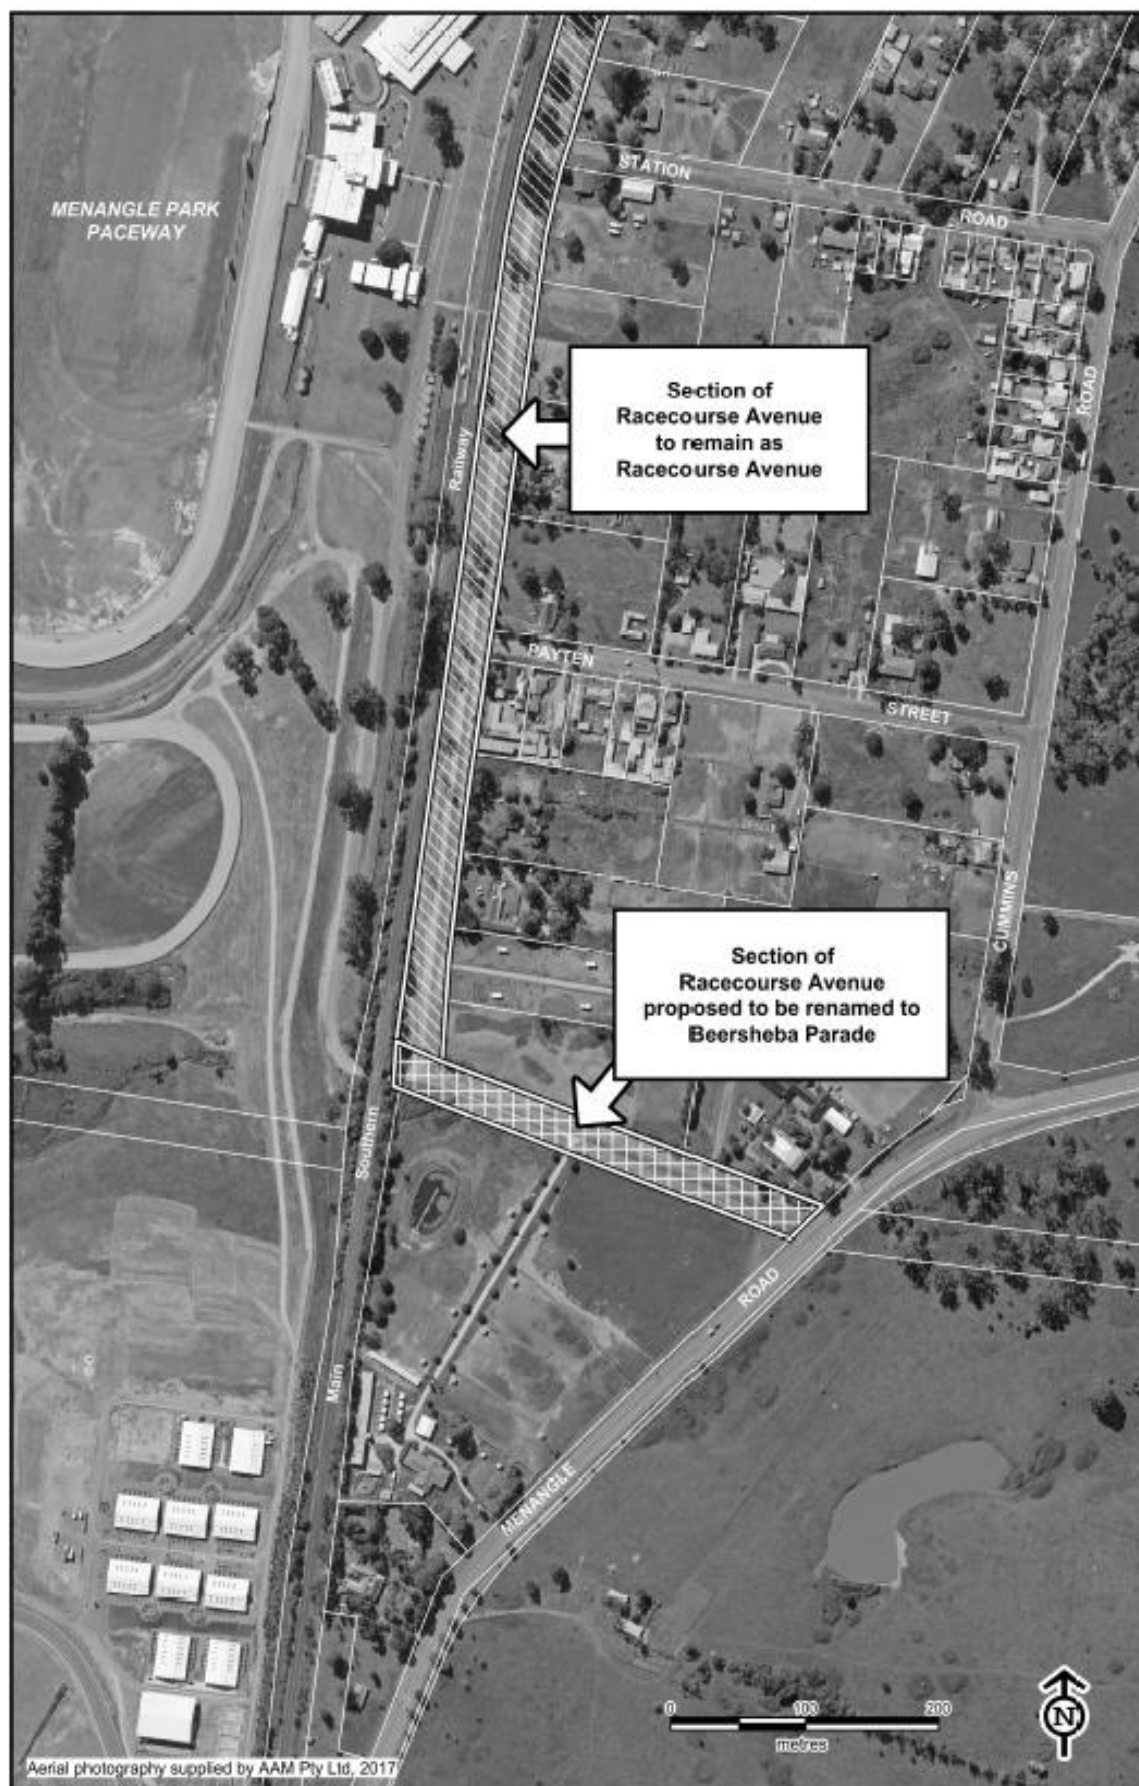 STATION
ROAD
MENANGLE PARK
PACEWAY
Section of
Racecourse Avenue
to remain as
Racecourse Avenue
ROAD
Railway
PAYTEN
STREET
CUMMINS
Section of
Racecourse Avenue
proposed to be renamed to
Beersheba Parade
Southern
ROAD
Main
MENANGLE
0 100 200
metres
N
Aerial photography supplied by AAM Pty Ltd, 2017